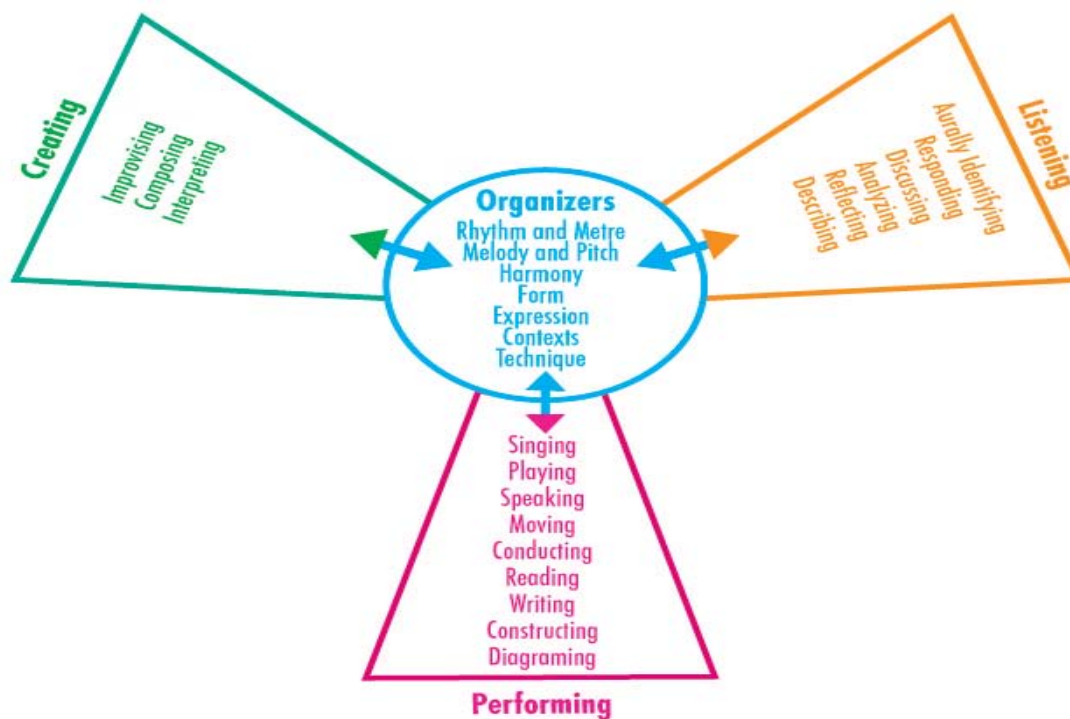 Creating
Improvising
Composing
Interpreting
Organizers
Rhythm and Metre
Melody and Pitch
Harmony
Form
Expression
Contexts
Technique
Listening
Aurally Identifying
Responding
Discussing
Analyzing
Reflecting
Describing
Singing
Playing
Speaking
Moving
Conducting
Reading
Writing
Constructing
Diagraming
Performing